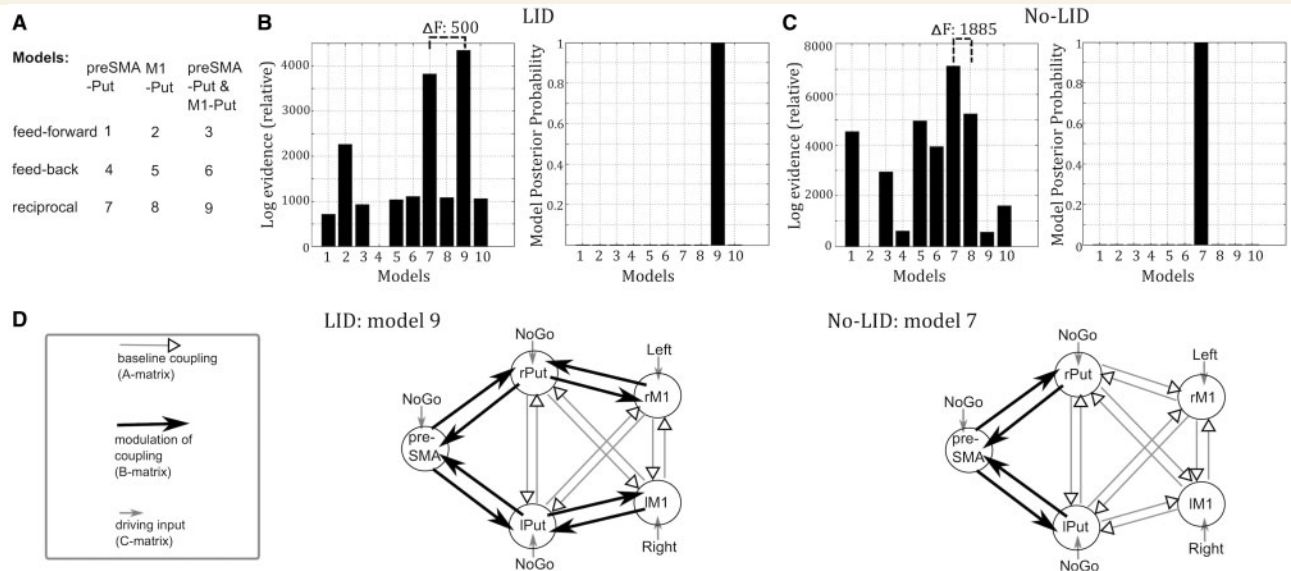 A
Models:
preSMA -Put
M1 -Put
preSMA -Put & M1-Put
feed-forward 1 2 3
feed-back 4 5 6
reciprocal 7 8 9
B
LID
ΔF: 500
Log evidence (relative)
4000
3000
2000
1000
0
1 2 3 4 5 6 7 8 9 10
Models
Model Posterior Probability
1
0.8
0.6
0.4
0.2
1 2 3 4 5 6 7 8 9 10
Models
C
No-LID
ΔF: 1885
Log evidence (relative)
8000
6000
4000
2000
0
1 2 3 4 5 6 7 8 9 10
Models
Model Posterior Probability
1
0.8
0.6
0.4
0.2
1 2 3 4 5 6 7 8 9 10
Models
D
baseline coupling
(A-matrix)
modulation of
coupling
(B-matrix)
driving input
(C-matrix)
LID: model 9
NoGo
rPut
Left
rM1
NoGo
pre-
SMA
lPut
lM1
NoGo
Right
No-LID: model 7
NoGo
rPut
Left
rM1
NoGo
pre-
SMA
lPut
lM1
NoGo
Right